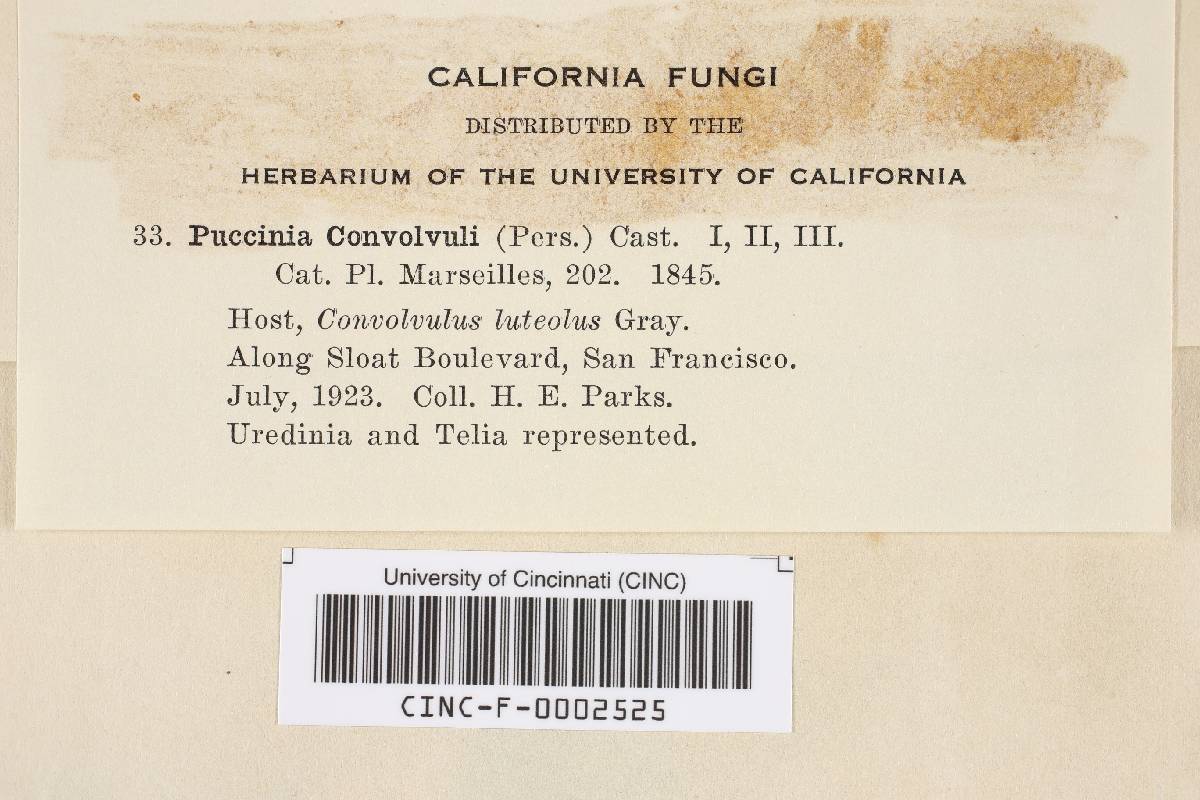 CALIFORNIA FUNGI
DISTRIBUTED BY THE
HERBARIUM OF THE UNIVERSITY OF CALIFORNIA
33. Puccinia Convolvuli (Pers.) Cast. I, II, III.
Cat. Pl. Marseilles, 202. 1845.
Host, Convolvulus luteolus Gray.
Along Sloat Boulevard, San Francisco.
July, 1923. Coll. H. E. Parks.
Uredinia and Telia represented.
University of Cincinnati (CINC)
CINC-F-0002525